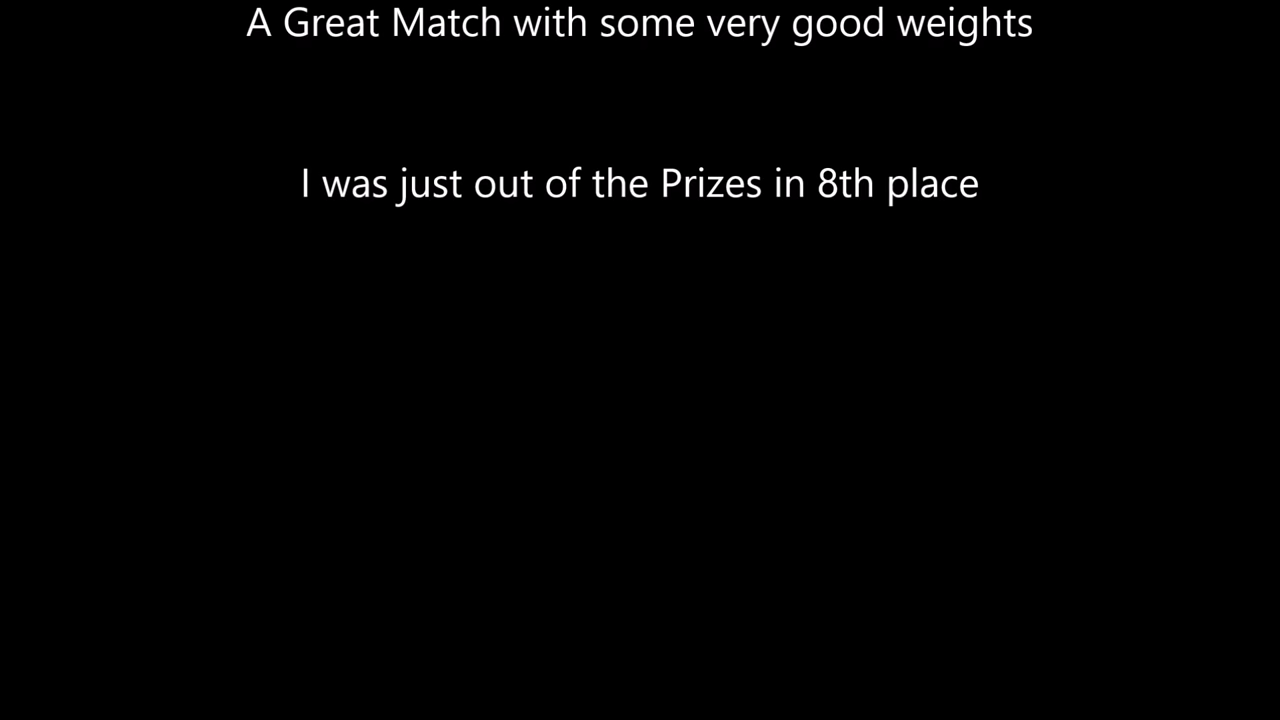 A Great Match with some very good weights
I was just out of the Prizes in 8th place